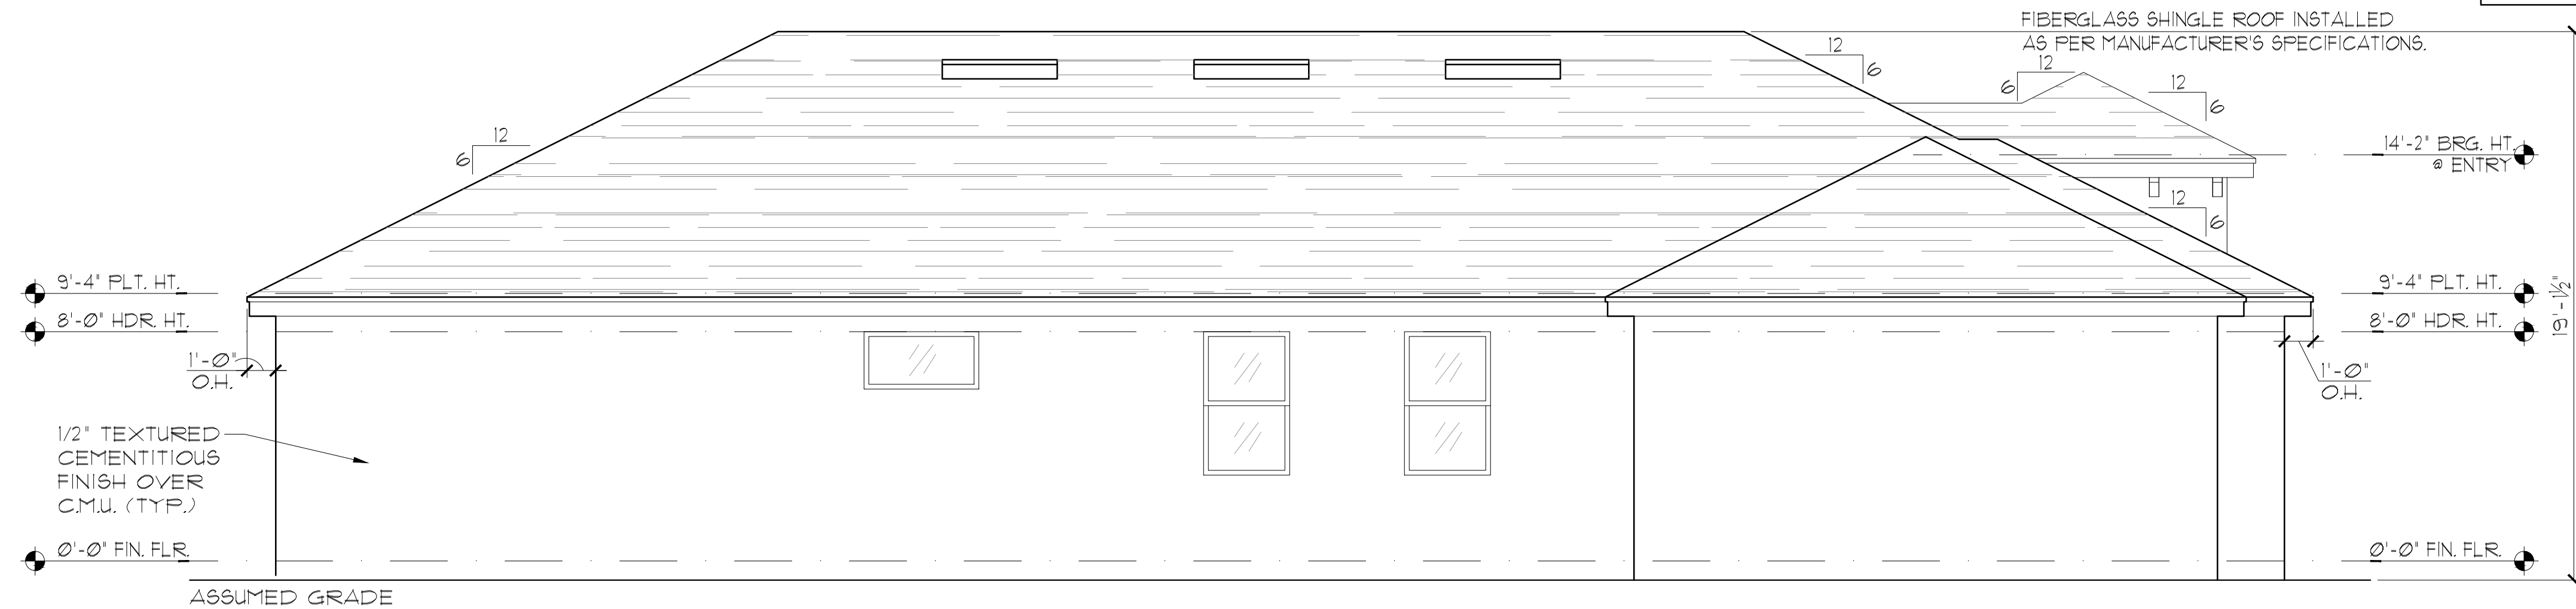 FIBERGLASS SHINGLE ROOF INSTALLED
AS PER MANUFACTURER'S SPECIFICATIONS.
12
6
12
6
12
6
12
6
14'-2" BRG. HT.
@ ENTRY
12
6
9'-4" PLT. HT.
9'-4" PLT. HT.
8'-0" HDR. HT.
8'-0" HDR. HT.
19'-1½"
1'-0"
O.H.
1'-0"
O.H.
1/2" TEXTURED
CEMENTITIOUS
FINISH OVER
C.M.U. (TYP.)
0'-0" FIN. FLR.
0'-0" FIN. FLR.
ASSUMED GRADE